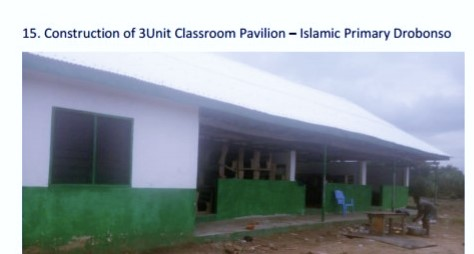 15. Construction of 3Unit Classroom Pavilion – Islamic Primary Drobonso